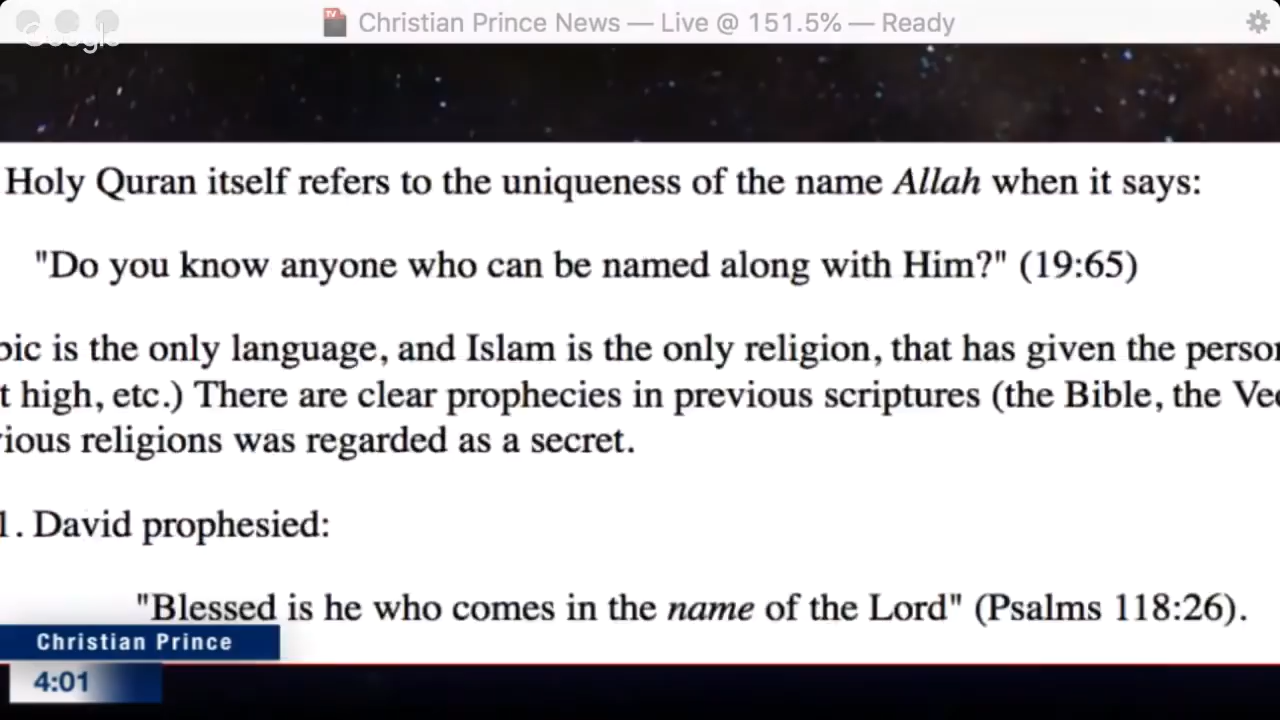 Christian Prince News — Live @ 151.5% — Ready
Google
Holy Quran itself refers to the uniqueness of the name Allah when it says:
"Do you know anyone who can be named along with Him?" (19:65)
bic is the only language, and Islam is the only religion, that has given the person
t high, etc.) There are clear prophecies in previous scriptures (the Bible, the Ved
vious religions was regarded as a secret.
1. David prophesied:
"Blessed is he who comes in the name of the Lord" (Psalms 118:26).
Christian Prince
4:01